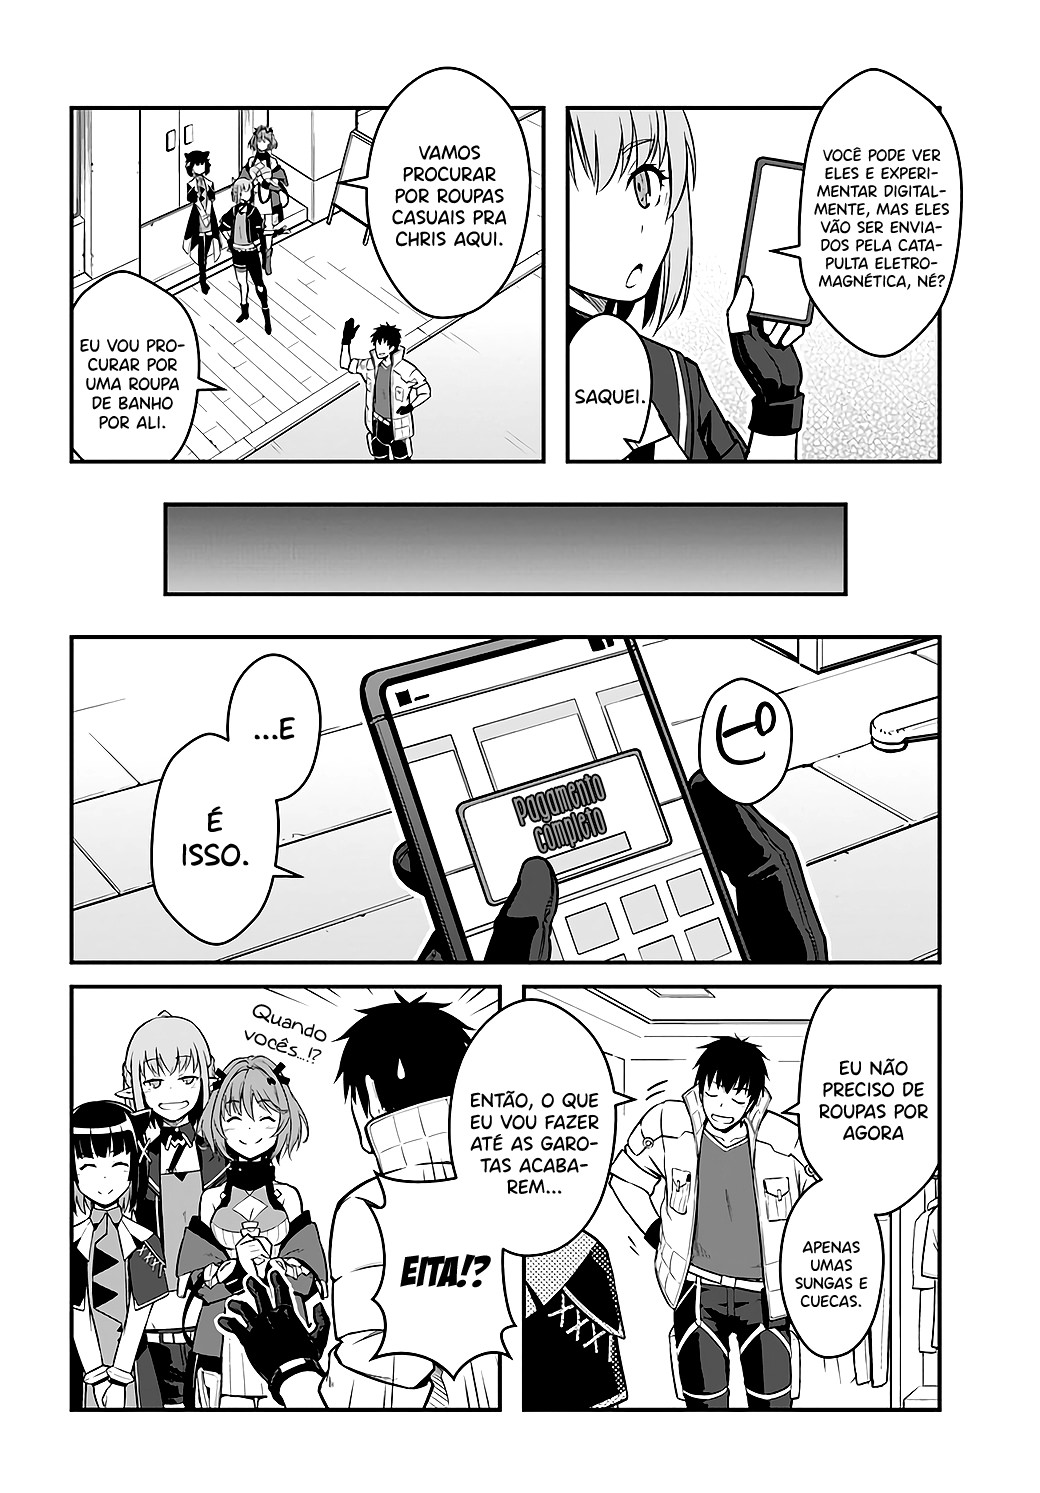 VOCÊ PODE VER
ELES E EXPERI-
MENTAR DIGITAL-
MENTE, MAS ELES
VÃO SER ENVIA-
DOS PELA CATA-
PULTA ELETRO-
MAGNÉTICA, NÉ?
SAQUEI.
VAMOS
PROCURAR
POR ROUPAS
CASUAIS PRA
CHRIS AQUI.
EU VOU PRO-
CURAR POR
UMA ROUPA
DE BANHO
POR ALI.
ピッ
Pagamento
completo
...E
É
ISSO.
EU NÃO
PRECISO DE
ROUPAS POR
AGORA
APENAS
UMAS
SUNGAS E
CUECAS.
ENTÃO, O QUE
EU VOU FAZER
ATÉ AS GARO-
TAS ACABA-
REM...
Quando
vocês...!?
EITA!?